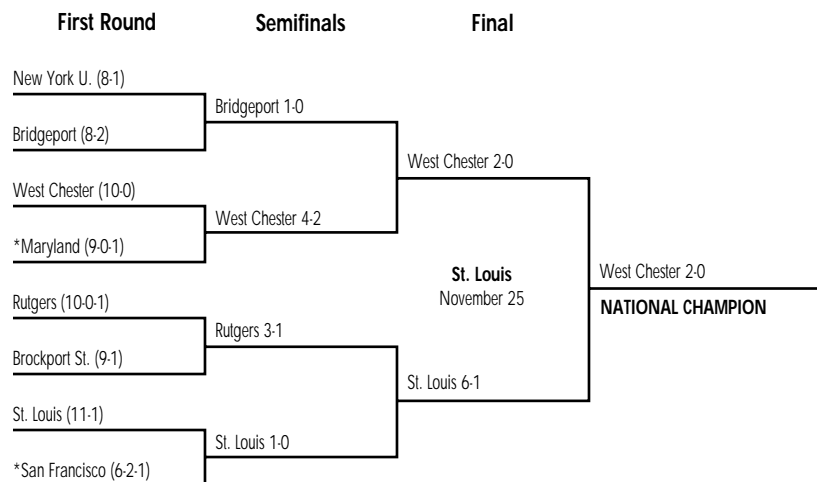 First Round Semifinals Final
New York U. (8-1)
Bridgeport 1-0
Bridgeport (8-2)
West Chester 2-0
West Chester (10-0)
West Chester 4-2
*Maryland (9-0-1)
St. Louis
November 25
West Chester 2-0
NATIONAL CHAMPION
Rutgers (10-0-1)
Rutgers 3-1
Brockport St. (9-1)
St. Louis 6-1
St. Louis (11-1)
St. Louis 1-0
*San Francisco (6-2-1)